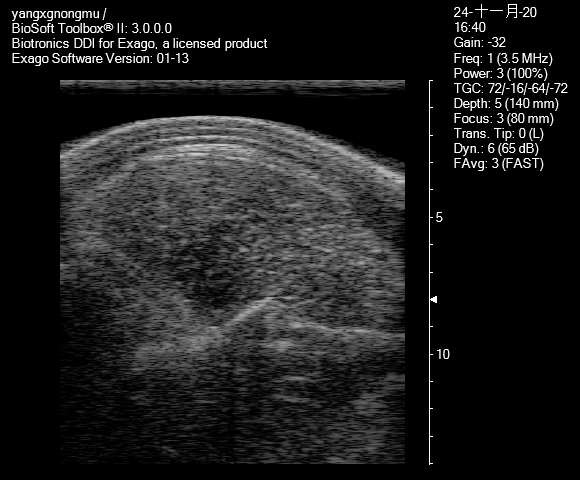 yangxgnongmu /
BioSoft Toolbox® II: 3.0.0.0
Biotronics DDI for Exago, a licensed product
Exago Software Version: 01-13
24-十一月-20
16:40
Gain: -32
Freq: 1 (3.5 MHz)
Power: 3 (100%)
TGC: 72/-16/-64/-72
Depth: 5 (140 mm)
Focus: 3 (80 mm)
Trans. Tip: 0 (L)
Dyn.: 6 (65 dB)
FAvg: 3 (FAST)
5
10